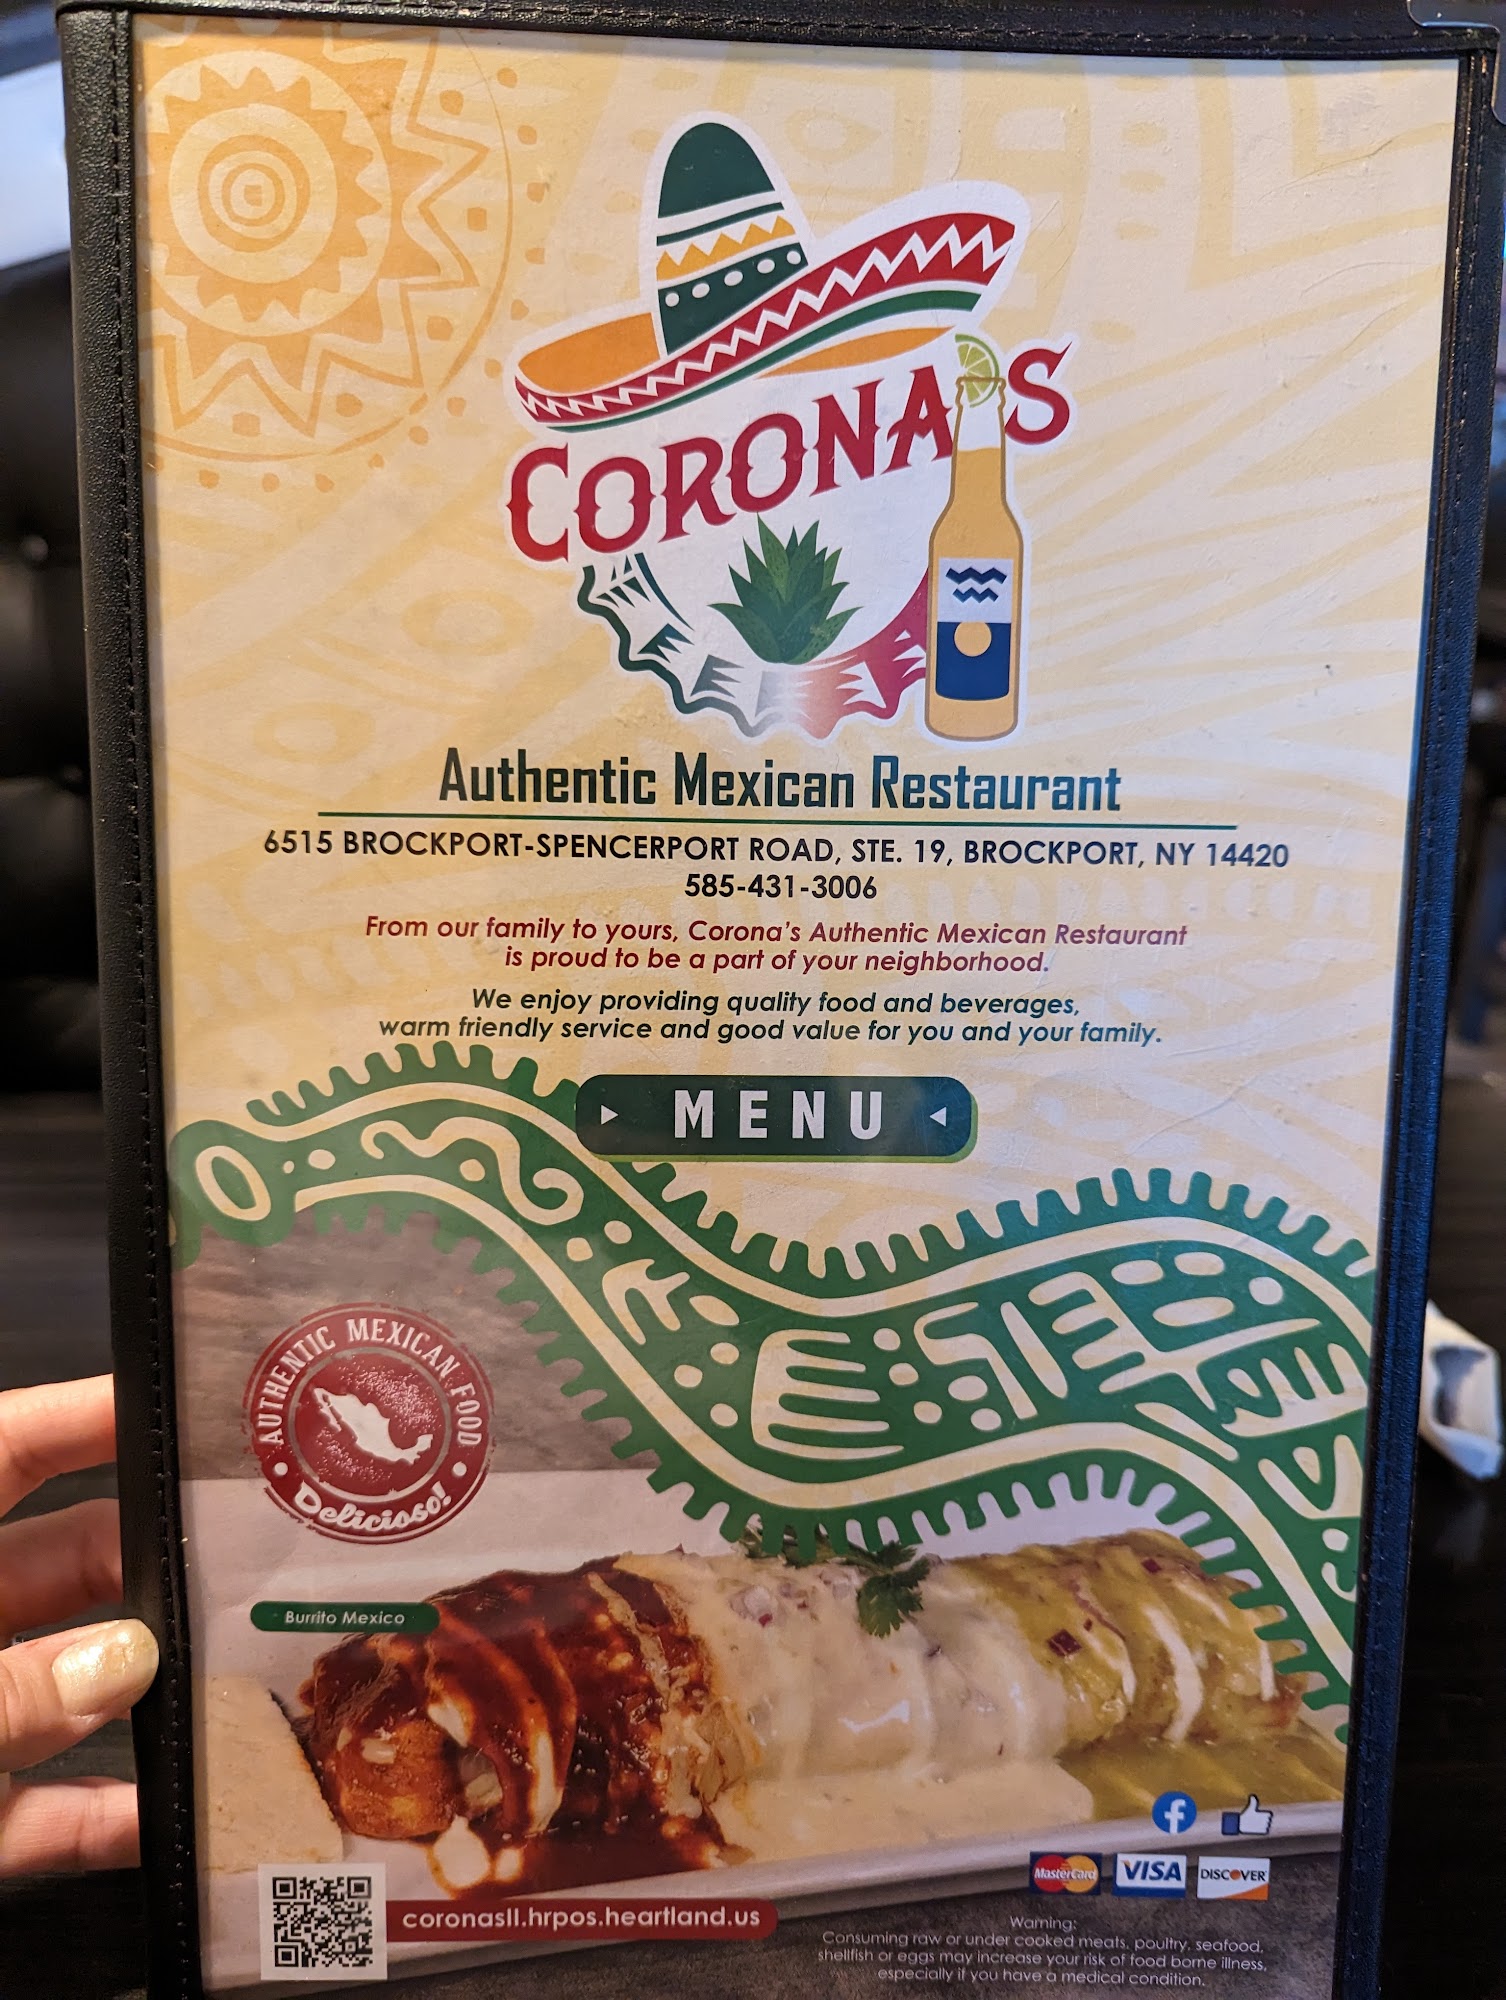 CORONA'S
Authentic Mexican Restaurant
6515 BROCKPORT-SPENCERPORT ROAD, STE. 19, BROCKPORT, NY 14420
585-431-3006
From our family to yours, Corona's Authentic Mexican Restaurant
is proud to be a part of your neighborhood.
We enjoy providing quality food and beverages,
warm friendly service and good value for you and your family.
MENU
AUTHENTIC MEXICAN FOOD
Delicioso!
Burrito Mexico
f
MasterCard
VISA
DISCOVER
coronasll.hrpos.heartland.us
Warning:
Consuming raw or under cooked meats, poultry, seafood,
shellfish or eggs may increase your risk of food borne illness,
especially if you have a medical condition.